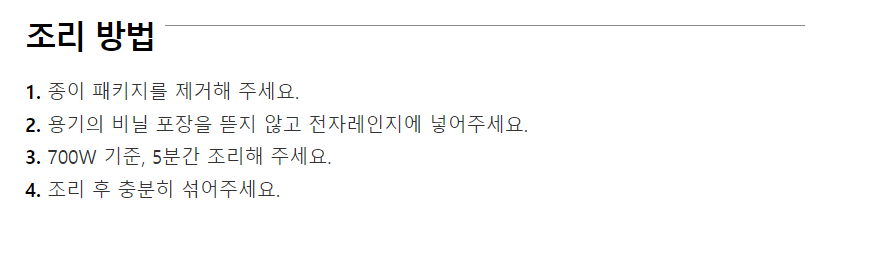 조리 방법
1. 종이 패키지를 제거해 주세요.
2. 용기의 비닐 포장을 뜯지 않고 전자레인지에 넣어주세요.
3. 700W 기준, 5분간 조리해 주세요.
4. 조리 후 충분히 섞어주세요.